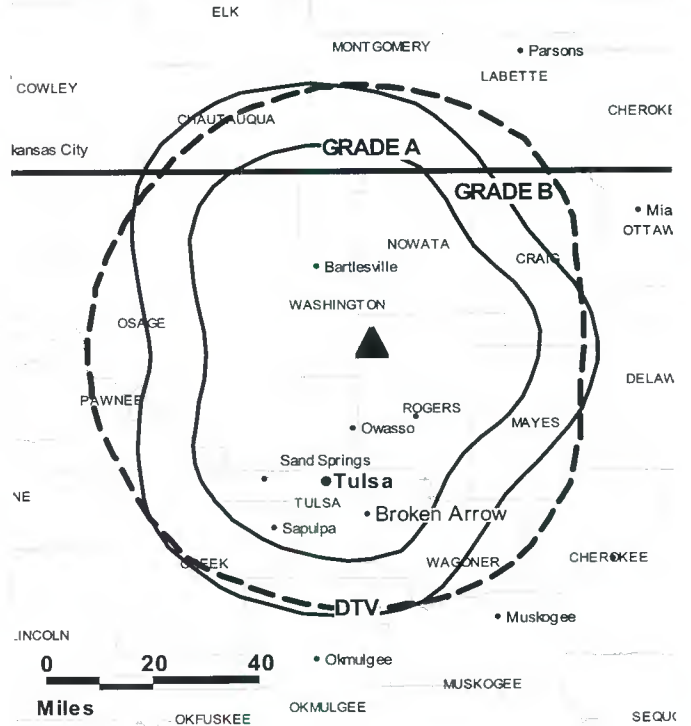 ELK
MONTGOMERY
Parsons
LABETTE
COWLEY
CHAUTAUQUA
CHEROKE
kansas City
GRADE A
GRADE B
Mia
OTTAW
NOWATA
CRAIG
Bartlesville
WASHINGTON
OSAGE
DELAW
PAWNEE
ROGERS
MAYES
Owasso
Sand Springs
Tulsa
NE
TULSA
Broken Arrow
Sapulpa
CREEK
WAGONER
CHEROKEE
DTV
Muskogee
LINCOLN
0 20 40
Okmulgee
Miles
MUSKOGEE
OKMULGEE
OKFUSKEE
SEQUO